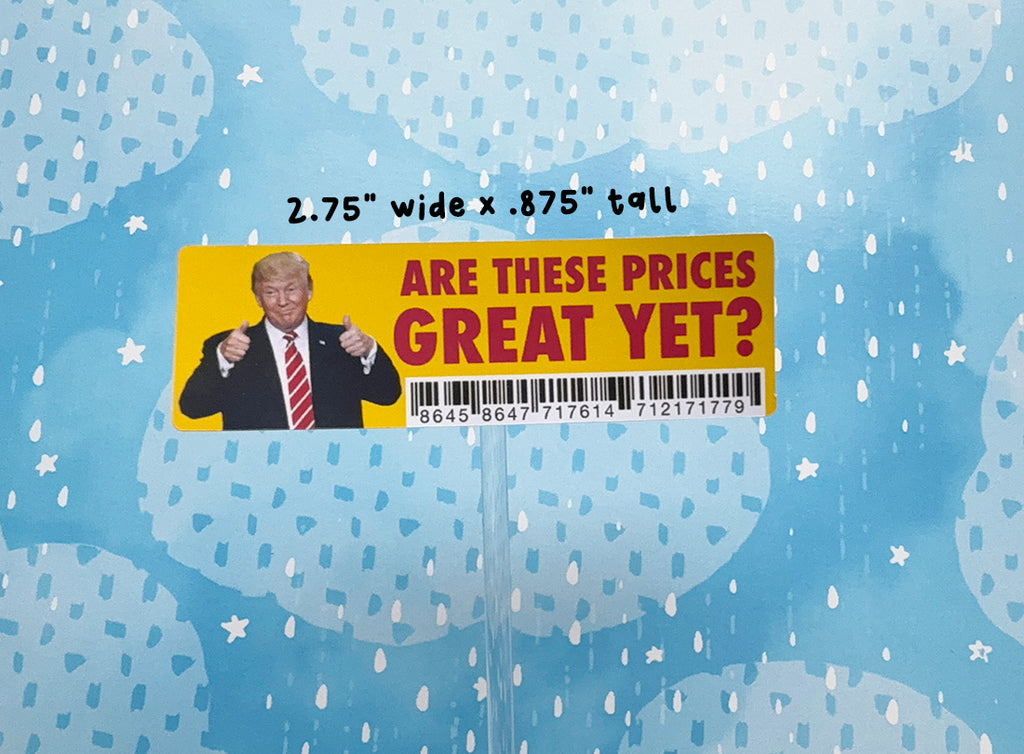 2.75" wide x .875" tall
ARE THESE PRICES
GREAT YET?
8645 8647 717614 712171779